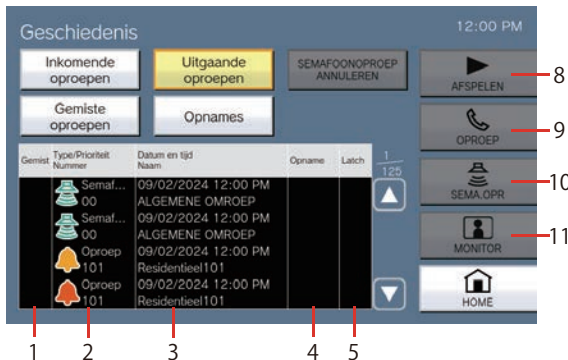 Geschiedenis
12:00 PM
Inkomende
oproepen
Uitgaande
oproepen
SEMAFOONOPROEP
ANNULEREN
AFSPELEN
8
Gemiste
oproepen
Opnames
OPROEP
9
Gemist
Type/Prioriteit
Nummer
Datum en tijd
Naam
Opname
Latch
1
125
Semaf... 09/02/2024 12:00 PM
00 ALGEMENE OMROEP
Semaf... 09/02/2024 12:00 PM
00 ALGEMENE OMROEP
Oproep 09/02/2024 12:00 PM
101 Residentieel101
Oproep 09/02/2024 12:00 PM
101 Residentieel101
SEMA.OPR
10
MONITOR
11
HOME
1 2 3 4 5